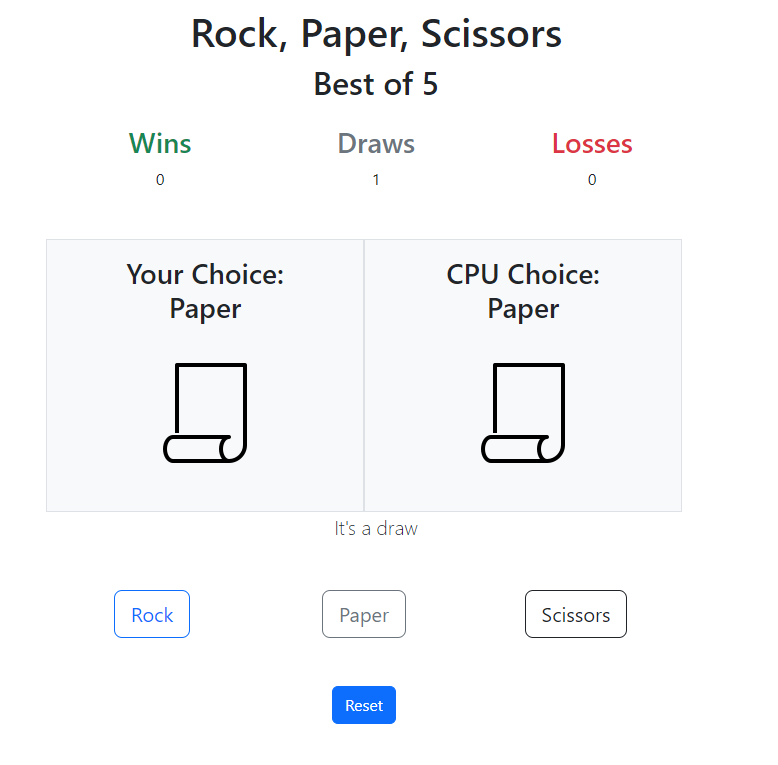 Rock, Paper, Scissors
Best of 5
Wins Draws Losses
0 1 0
Your Choice:
Paper
CPU Choice:
Paper
It's a draw
Rock Paper Scissors
Reset